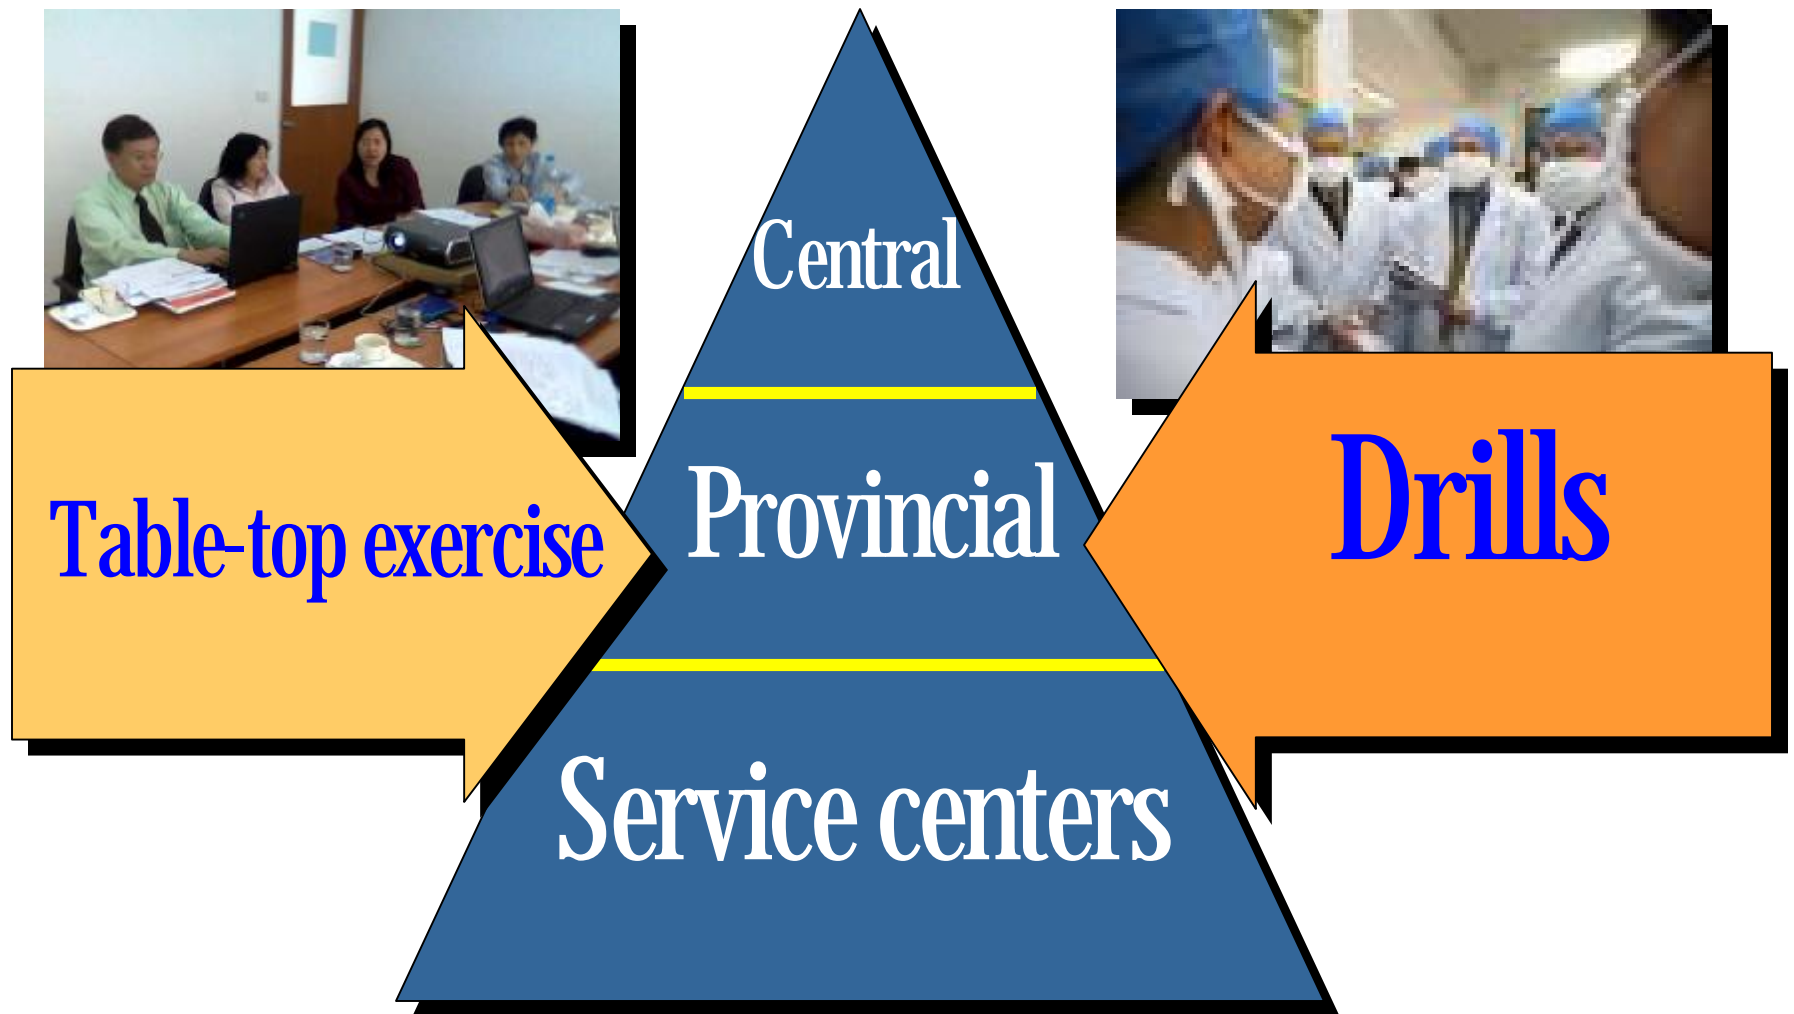 Central
Provincial
Service centers
Table-top exercise
Drills